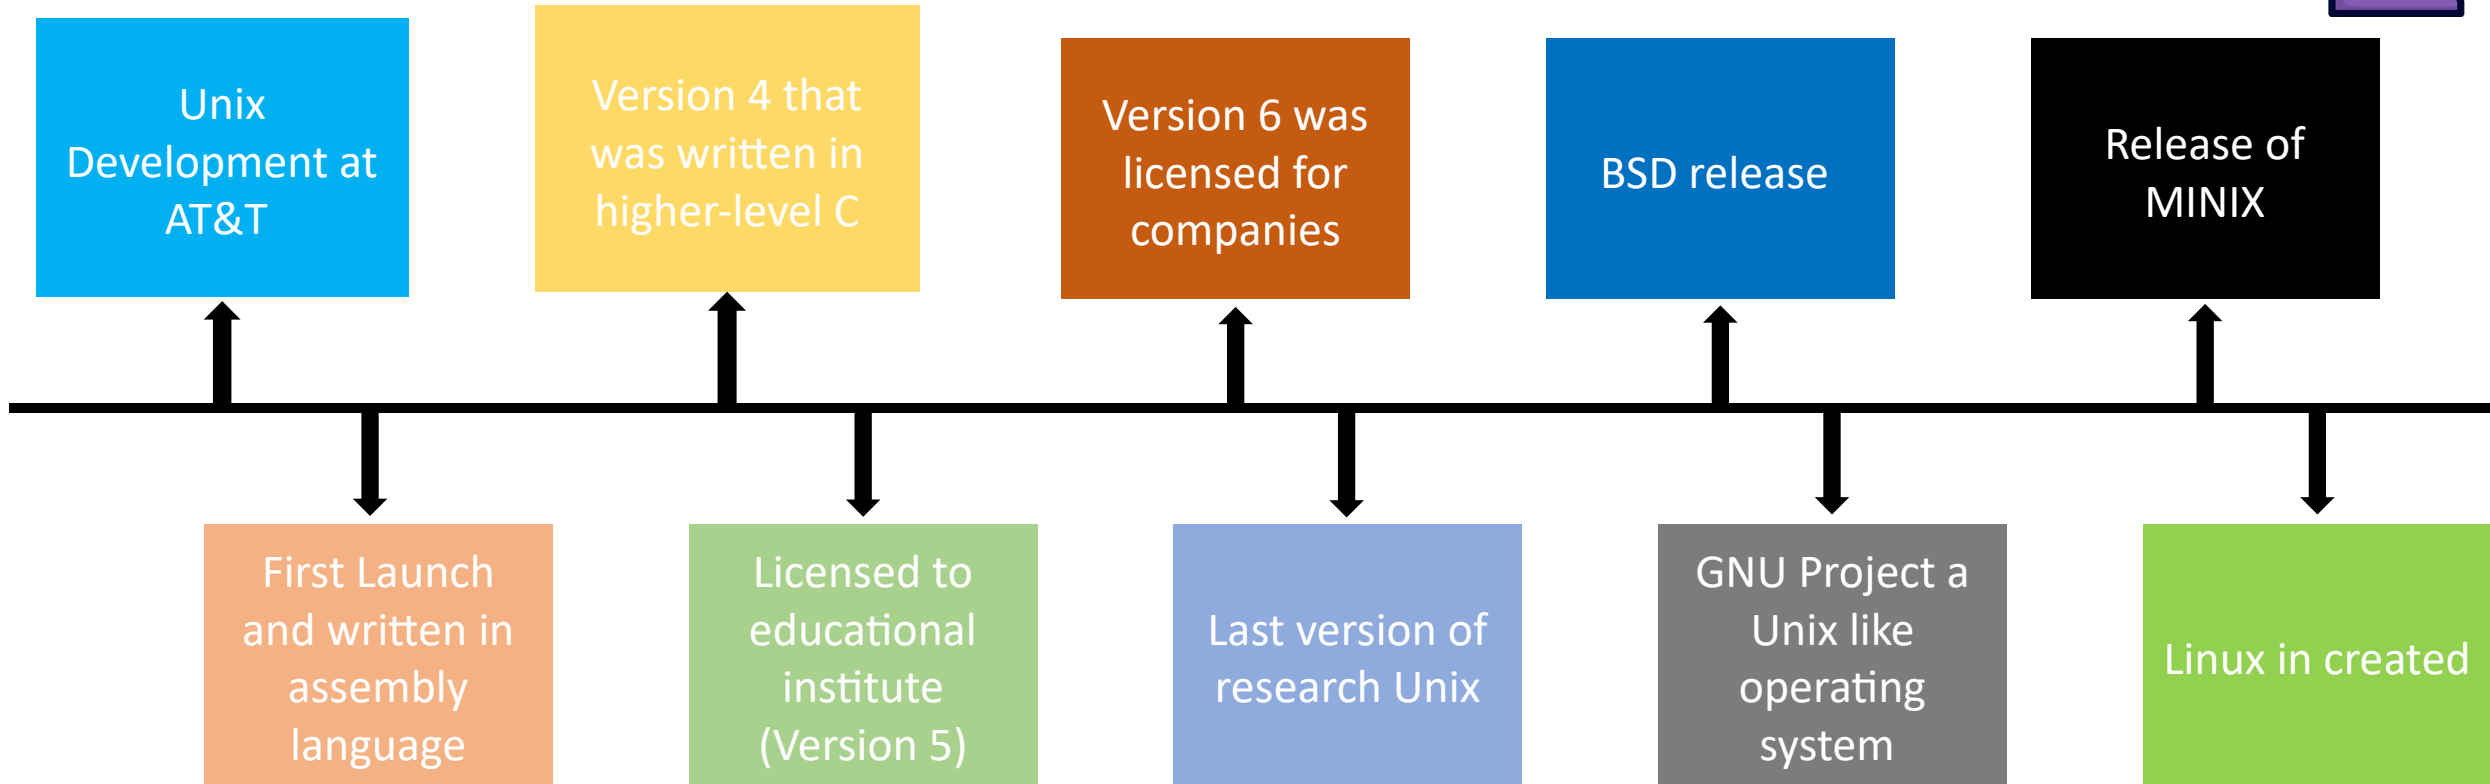 Unix
Development at
AT&T
First Launch
and written in
assembly
language
Version 4 that
was written in
higher-level C
Licensed to
educational
institute
(Version 5)
Version 6 was
licensed for
companies
Last version of
research Unix
BSD release
GNU Project a
Unix like
operating
system
Release of
MINIX
Linux in created